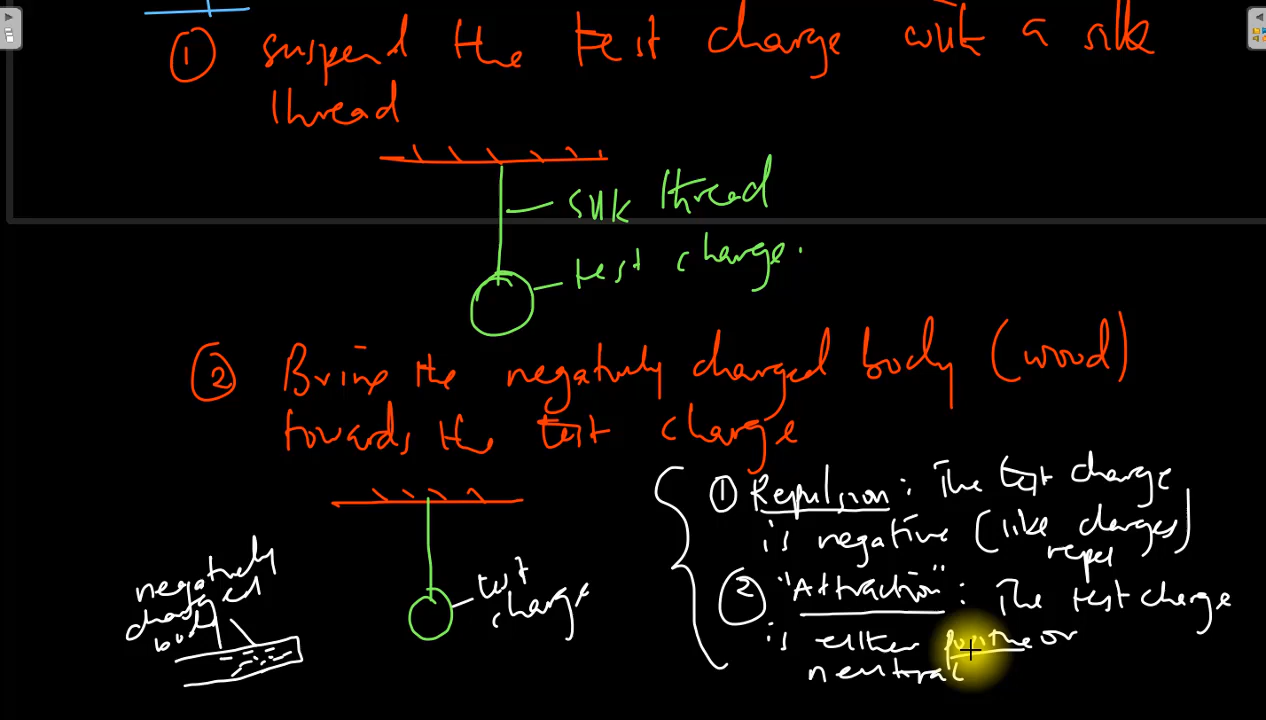 ① suspend the test charge with a silk
thread
silk thread
test charge.
② Bring the negatively charged body (wood)
towards the test charge
① Repulsion: The test charge
is negative (like charges)
repel
② "Attraction": The test charge
is either positive or
neutral
negatively
charged
body
test
charge